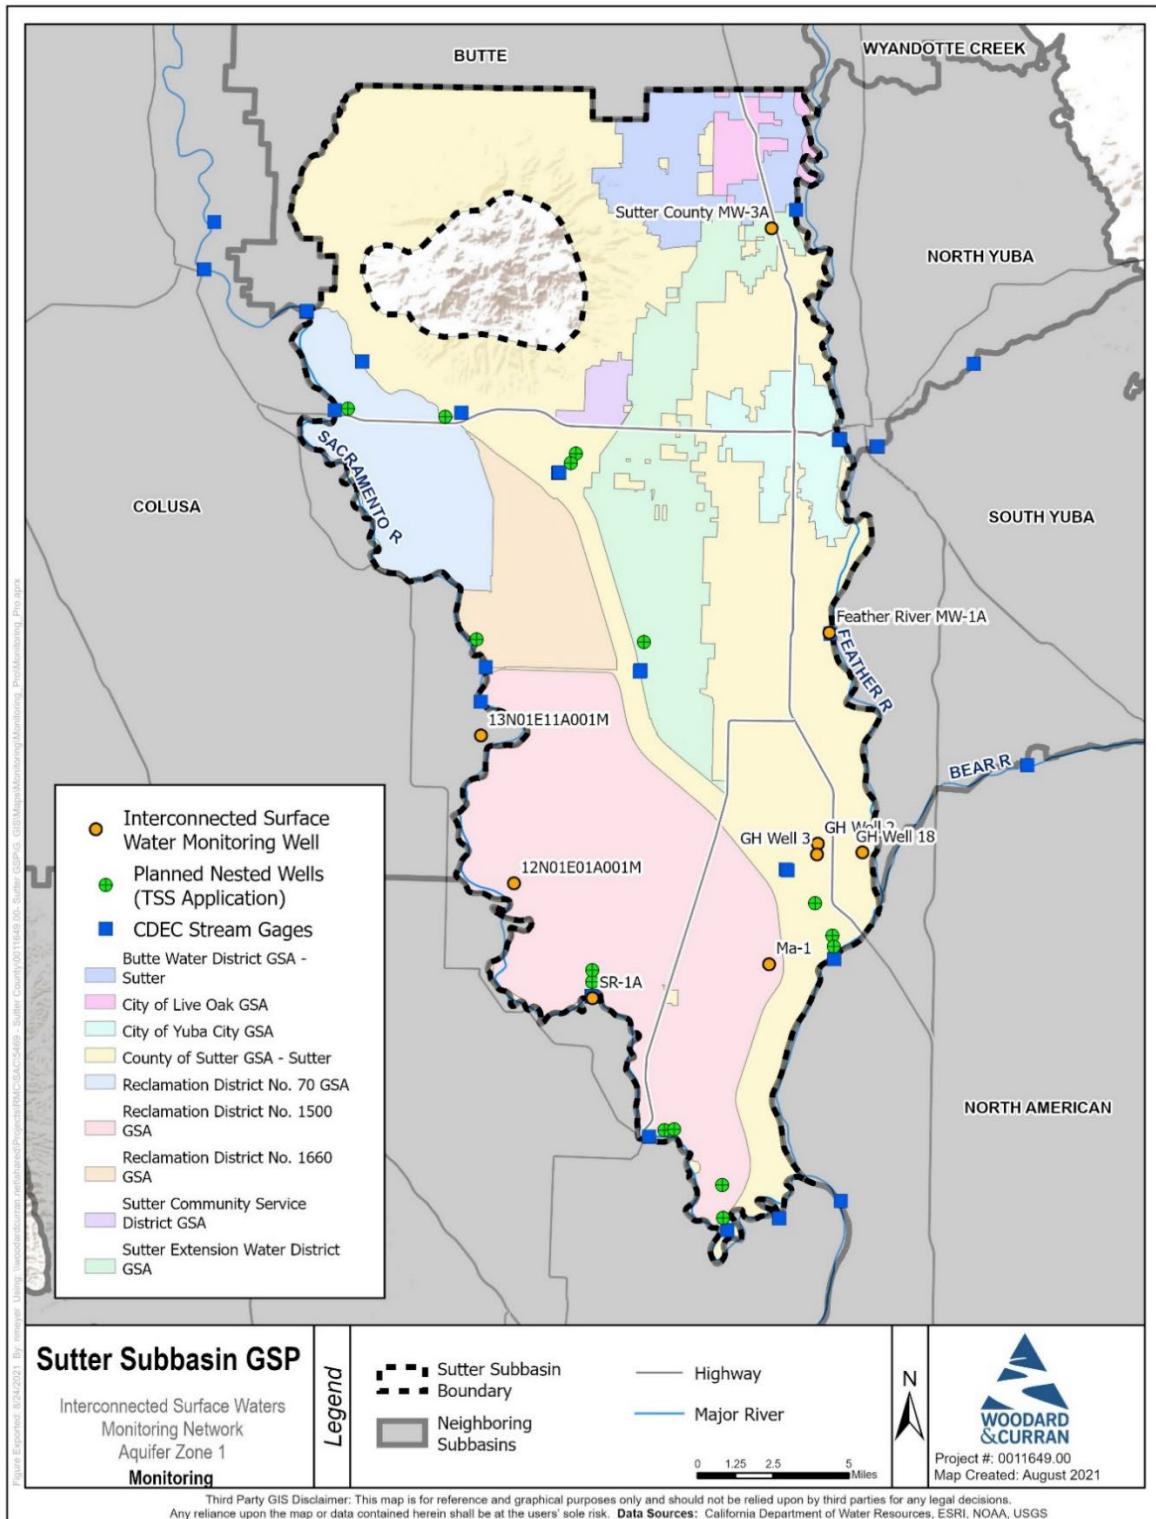 BUTTE
WYANDOTTE CREEK
Sutter County MW-3A
NORTH YUBA
SACRAMENTO R
COLUSA
SOUTH YUBA
Feather River MW-1A
FEATHER R
13N01E11A001M
BEAR R
GH Well 2
GH Well 3
GH Well 18
12N01E01A001M
Ma-1
SR-1A
NORTH AMERICAN
Interconnected Surface
Water Monitoring Well
Planned Nested Wells
(TSS Application)
CDEC Stream Gages
Butte Water District GSA -
Sutter
City of Live Oak GSA
City of Yuba City GSA
County of Sutter GSA - Sutter
Reclamation District No. 70 GSA
Reclamation District No. 1500
GSA
Reclamation District No. 1660
GSA
Sutter Community Service
District GSA
Sutter Extension Water District
GSA
Sutter Subbasin GSP
Interconnected Surface Waters
Monitoring Network
Aquifer Zone 1
Monitoring
Legend
Sutter Subbasin
Boundary
Neighboring
Subbasins
Highway
Major River
0 1.25 2.5 5
Miles
N
WOODARD
&CURRAN
Project #: 0011649.00
Map Created: August 2021
Third Party GIS Disclaimer: This map is for reference and graphical purposes only and should not be relied upon by third parties for any legal decisions.
Any reliance upon the map or data contained herein shall be at the users' sole risk. Data Sources: California Department of Water Resources, ESRI, NOAA, USGS
Figure Exported: 8/24/2021 By: